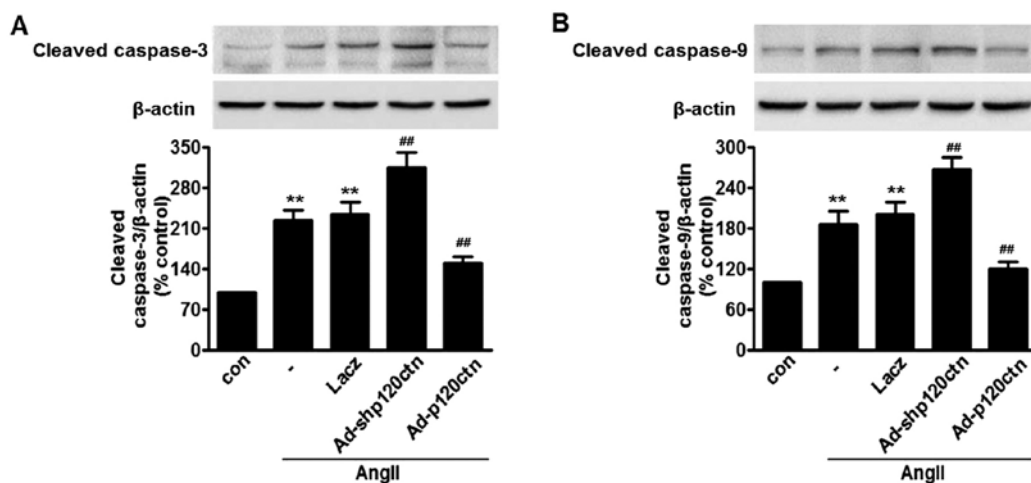 A
Cleaved caspase-3
β-actin
Cleaved
caspase-3/β-actin
(% control)
350
280
210
140
70
0
**
**
##
##
con
-
Lacz
Ad-shp120ctn
Ad-p120ctn
AngII
B
Cleaved caspase-9
β-actin
Cleaved
caspase-9/β-actin
(% control)
300
240
180
120
60
0
**
**
##
##
con
-
Lacz
Ad-shp120ctn
Ad-p120ctn
AngII